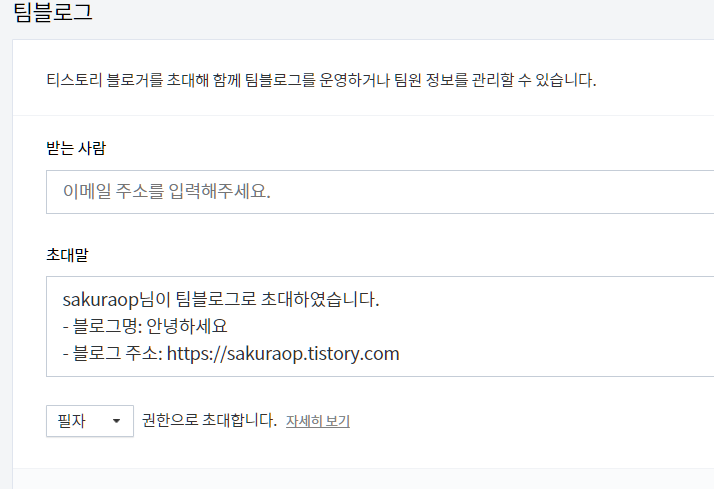 팀블로그
티스토리 블로거를 초대해 함께 팀블로그를 운영하거나 팀원 정보를 관리할 수 있습니다.
받는 사람
이메일 주소를 입력해주세요.
초대말
sakuraop님이 팀블로그로 초대하였습니다.
- 블로그명: 안녕하세요
- 블로그 주소: https://sakuraop.tistory.com
필자 권한으로 초대합니다. 자세히 보기